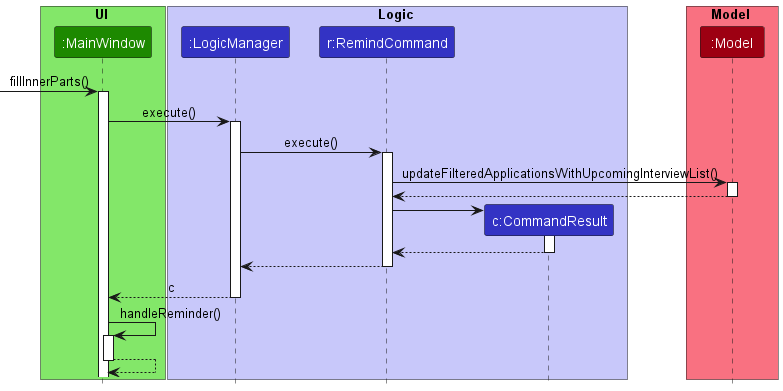 UI
Logic
Model
:MainWindow
:LogicManager
r:RemindCommand
:Model
fillInnerParts()
execute()
execute()
updateFilteredApplicationsWithUpcomingInterviewList()
c:CommandResult
c
handleReminder()